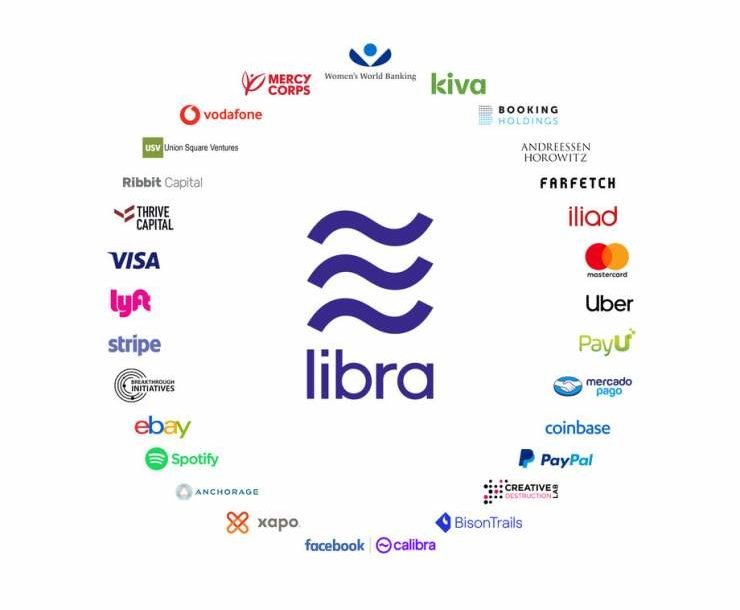 Women's World Banking
MERCY
CORPS
kiva
vodafone
BOOKING
HOLDINGS
USV Union Square Ventures
ANDREESSEN
HOROWITZ
Ribbit Capital
FARFETCH
THRIVE
CAPITAL
iliad
VISA
mastercard
lyft
Uber
stripe
PayU
libra
BREAKTHROUGH
INITIATIVES
mercado
pago
ebay
coinbase
Spotify
PayPal
ANCHORAGE
CREATIVE
DESTRUCTION LAB
xapo
BisonTrails
facebook calibra